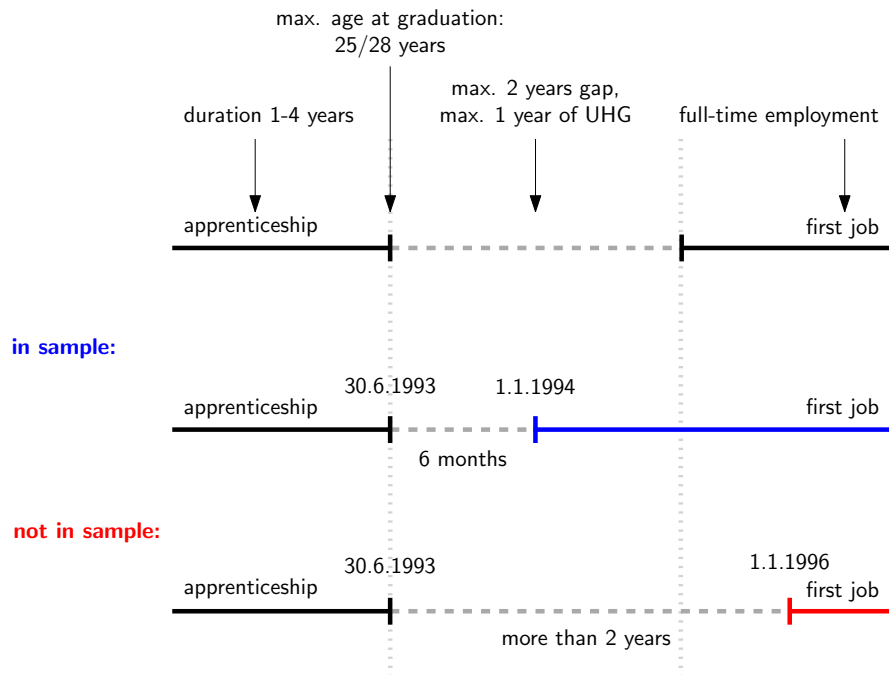 max. age at graduation:
25/28 years
max. 2 years gap,
duration 1-4 years
max. 1 year of UHG
full-time employment
apprenticeship
first job
in sample:
30.6.1993
1.1.1994
apprenticeship
first job
6 months
not in sample:
30.6.1993
1.1.1996
apprenticeship
first job
more than 2 years